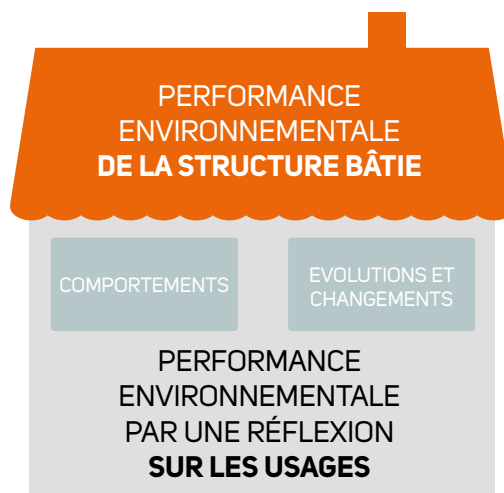 PERFORMANCE
ENVIRONNEMENTALE
DE LA STRUCTURE BÂTIE
COMPORTEMENTS
EVOLUTIONS ET
CHANGEMENTS
PERFORMANCE
ENVIRONNEMENTALE
PAR UNE RÉFLEXION
SUR LES USAGES